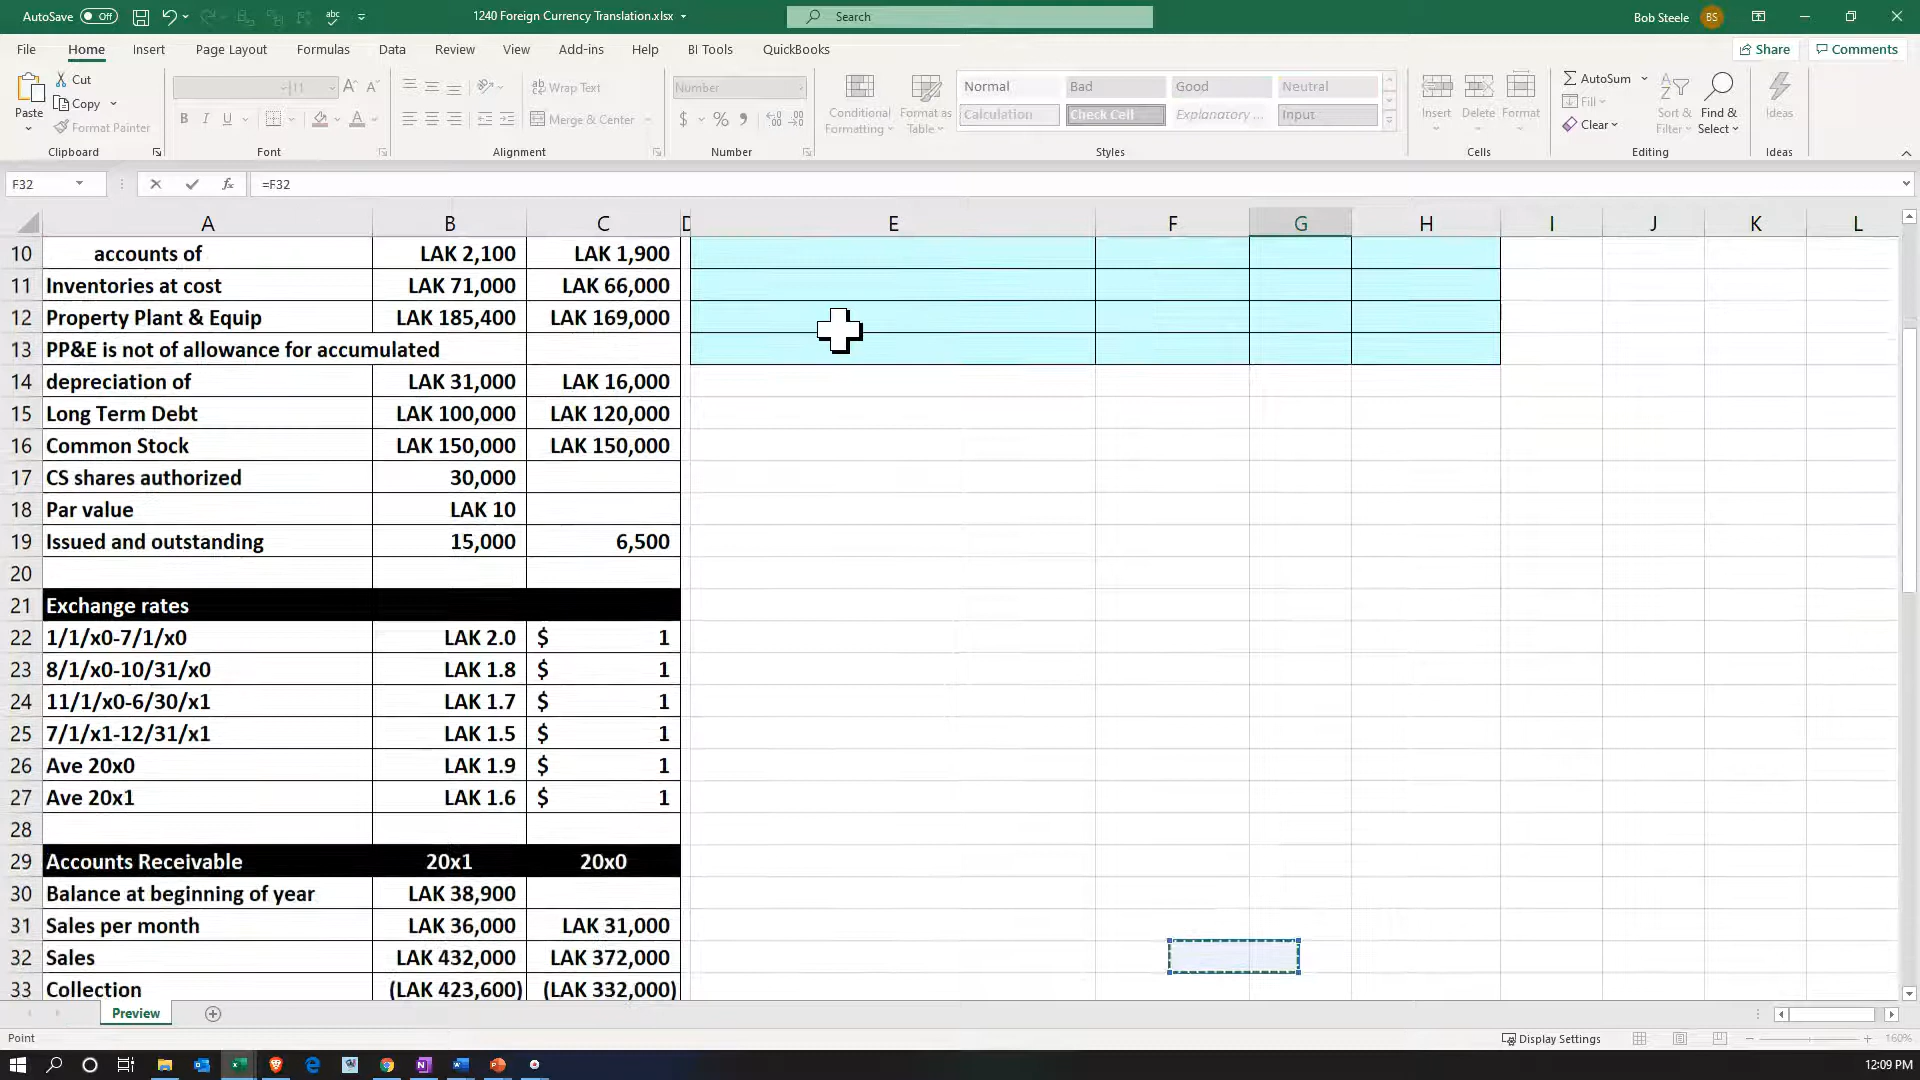 AutoSave Off abc 1240 Foreign Currency Translation.xlsx Search Bob Steele BS
File Home Insert Page Layout Formulas Data Review View Add-ins Help BI Tools QuickBooks Share Comments
Paste Cut Copy Format Painter
11 A A A
B I U
Wrap Text
Merge & Center
Number
$ % 9
Conditional Formatting Format as Table
Normal Bad Good Neutral
Calculation Check Cell Explanatory ... Input
Insert Delete Format
AutoSum Fill Clear
Sort & Filter Find & Select Ideas
Clipboard Font Alignment Number Styles Cells Editing Ideas
F32 fx =F32
A B C D E F G H I J K L
10 accounts of LAK 2,100 LAK 1,900
11 Inventories at cost LAK 71,000 LAK 66,000
12 Property Plant & Equip LAK 185,400 LAK 169,000
13 PP&E is not of allowance for accumulated
14 depreciation of LAK 31,000 LAK 16,000
15 Long Term Debt LAK 100,000 LAK 120,000
16 Common Stock LAK 150,000 LAK 150,000
17 CS shares authorized 30,000
18 Par value LAK 10
19 Issued and outstanding 15,000 6,500
20
21 Exchange rates
22 1/1/x0-7/1/x0 LAK 2.0 $ 1
23 8/1/x0-10/31/x0 LAK 1.8 $ 1
24 11/1/x0-6/30/x1 LAK 1.7 $ 1
25 7/1/x1-12/31/x1 LAK 1.5 $ 1
26 Ave 20x0 LAK 1.9 $ 1
27 Ave 20x1 LAK 1.6 $ 1
28
29 Accounts Receivable 20x1 20x0
30 Balance at beginning of year LAK 38,900
31 Sales per month LAK 36,000 LAK 31,000
32 Sales LAK 432,000 LAK 372,000
33 Collection (LAK 423,600) (LAK 332,000)
Preview
Point Display Settings 160%
12:09 PM